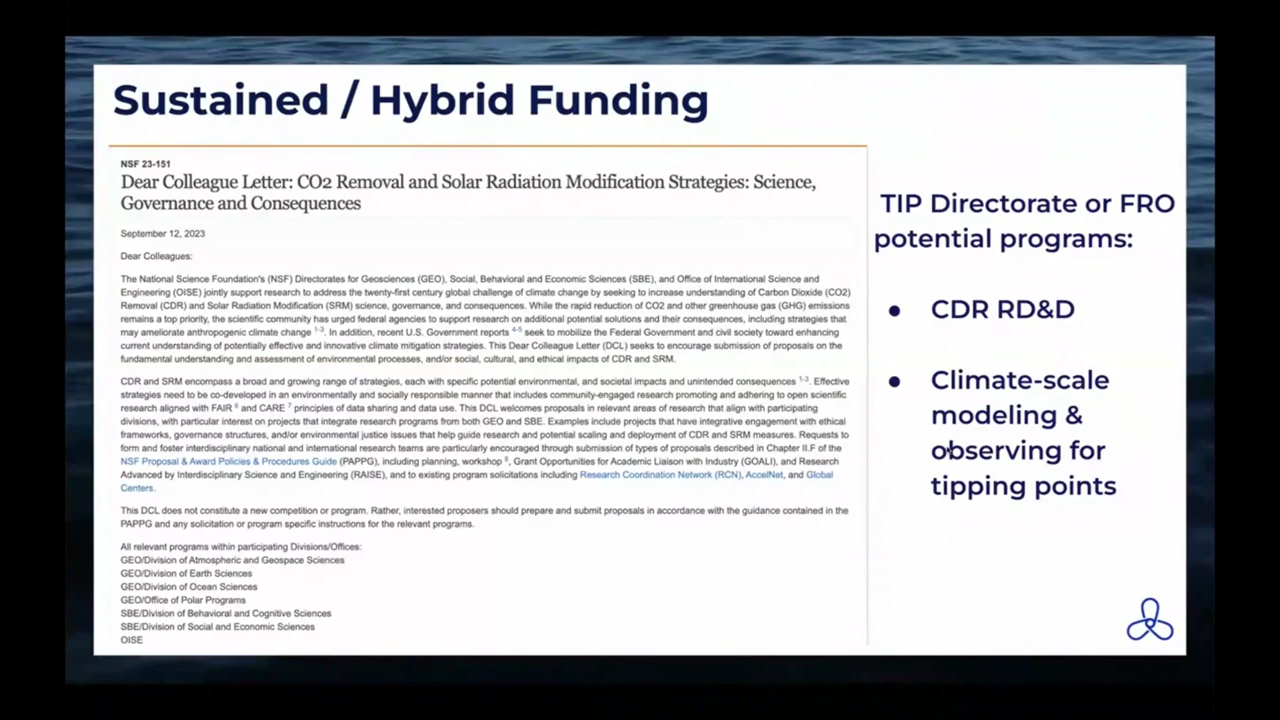 Sustained / Hybrid Funding
NSF 23-151
Dear Colleague Letter: CO2 Removal and Solar Radiation Modification Strategies: Science,
Governance and Consequences
September 12, 2023
Dear Colleagues:
The National Science Foundation's (NSF) Directorates for Geosciences (GEO), Social, Behavioral and Economic Sciences (SBE), and Office of International Science and
Engineering (OISE) jointly support research to address the twenty-first century global challenge of climate change by seeking to increase understanding of Carbon Dioxide (CO2)
Removal (CDR) and Solar Radiation Modification (SRM) science, governance, and consequences. While the rapid reduction of CO2 and other greenhouse gas (GHG) emissions
remains a top priority, the scientific community has urged federal agencies to support research on additional potential solutions and their consequences, including strategies that
may ameliorate anthropogenic climate change 1-3. In addition, recent U.S. Government reports 4-5 seek to mobilize the Federal Government and civil society toward enhancing
current understanding of potentially effective and innovative climate mitigation strategies. This Dear Colleague Letter (DCL) seeks to encourage submission of proposals on the
fundamental understanding and assessment of environmental processes, and/or social, cultural, and ethical impacts of CDR and SRM.
CDR and SRM encompass a broad and growing range of strategies, each with specific potential environmental, and societal impacts and unintended consequences 1-3. Effective
strategies need to be co-developed in an environmentally and socially responsible manner that includes community-engaged research promoting and adhering to open scientific
research aligned with FAIR 6 and CARE 7 principles of data sharing and data use. This DCL welcomes proposals in relevant areas of research that align with participating
divisions, with particular interest on projects that integrate research programs from both GEO and SBE. Examples include projects that have integrative engagement with ethical
frameworks, governance structures, and/or environmental justice issues that help guide research and potential scaling and deployment of CDR and SRM measures. Requests to
form and foster interdisciplinary national and international research teams are particularly encouraged through submission of types of proposals described in Chapter II.F of the
NSF Proposal & Award Policies & Procedures Guide (PAPPG), including planning, workshop 8, Grant Opportunities for Academic Liaison with Industry (GOALI), and Research
Advanced by Interdisciplinary Science and Engineering (RAISE), and to existing program solicitations including Research Coordination Network (RCN), AccelNet, and Global
Centers.
This DCL does not constitute a new competition or program. Rather, interested proposers should prepare and submit proposals in accordance with the guidance contained in the
PAPPG and any solicitation or program specific instructions for the relevant programs.
All relevant programs within participating Divisions/Offices:
GEO/Division of Atmospheric and Geospace Sciences
GEO/Division of Earth Sciences
GEO/Division of Ocean Sciences
GEO/Office of Polar Programs
SBE/Division of Behavioral and Cognitive Sciences
SBE/Division of Social and Economic Sciences
OISE
TIP Directorate or FRO
potential programs:
● CDR RD&D
● Climate-scale
modeling &
observing for
tipping points